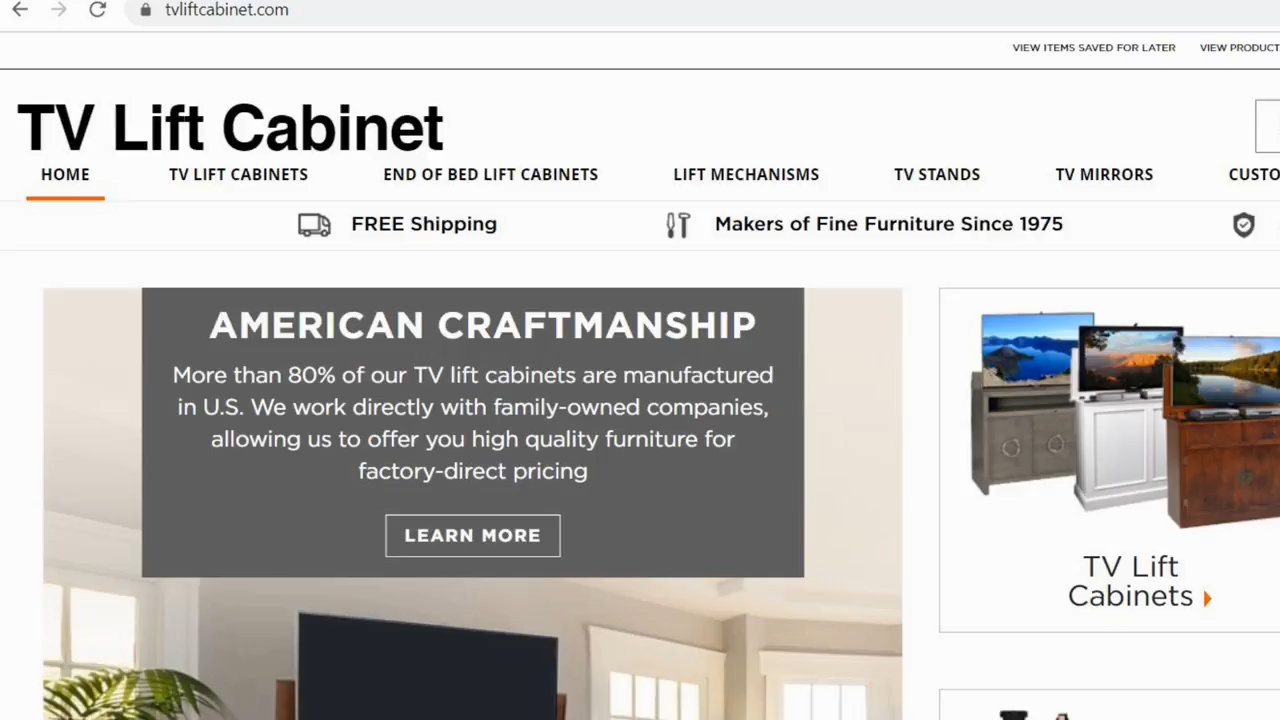 tvliftcabinet.com
VIEW ITEMS SAVED FOR LATER VIEW PRODUCT
TV Lift Cabinet
HOME TV LIFT CABINETS END OF BED LIFT CABINETS LIFT MECHANISMS TV STANDS TV MIRRORS CUSTO
FREE Shipping Makers of Fine Furniture Since 1975
AMERICAN CRAFTMANSHIP
More than 80% of our TV lift cabinets are manufactured
in U.S. We work directly with family-owned companies,
allowing us to offer you high quality furniture for
factory-direct pricing
LEARN MORE
TV Lift
Cabinets